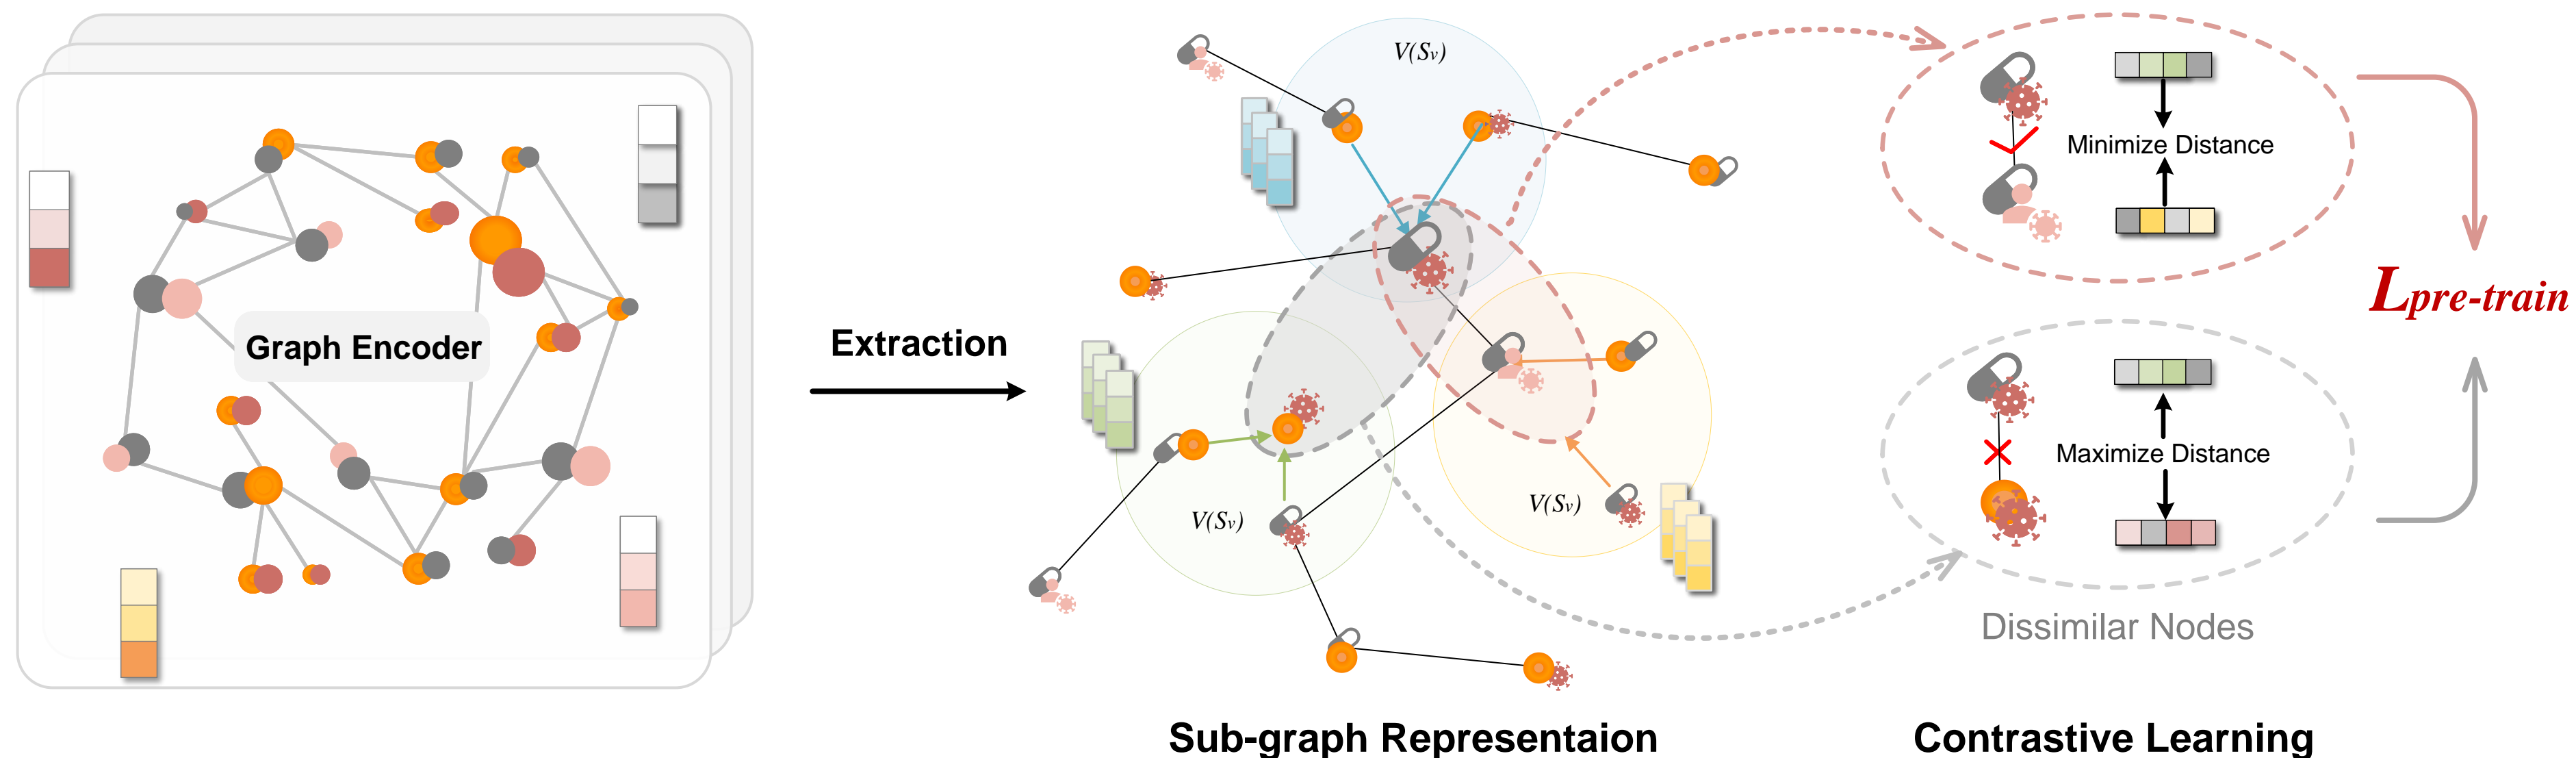 Graph Encoder
Extraction
V(Sv)
V(Sv)
V(Sv)
Sub-graph Representaion
Minimize Distance
Maximize Distance
Dissimilar Nodes
Contrastive Learning
Lpre-train